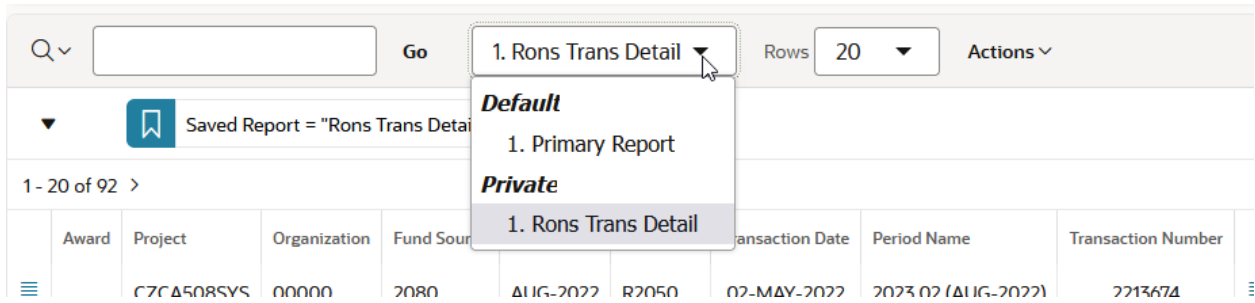 Go
1. Rons Trans Detail
Rows
20
Actions
Default
1. Primary Report
Private
1. Rons Trans Detail
Saved Report = "Rons Trans Detai
1 - 20 of 92
Award Project Organization Fund Sour ansaction Date Period Name Transaction Number
CZCA508SYS 00000 2080 AUG-2022 R2050 02-MAY-2022 2023.02 (AUG-2022) 2213674